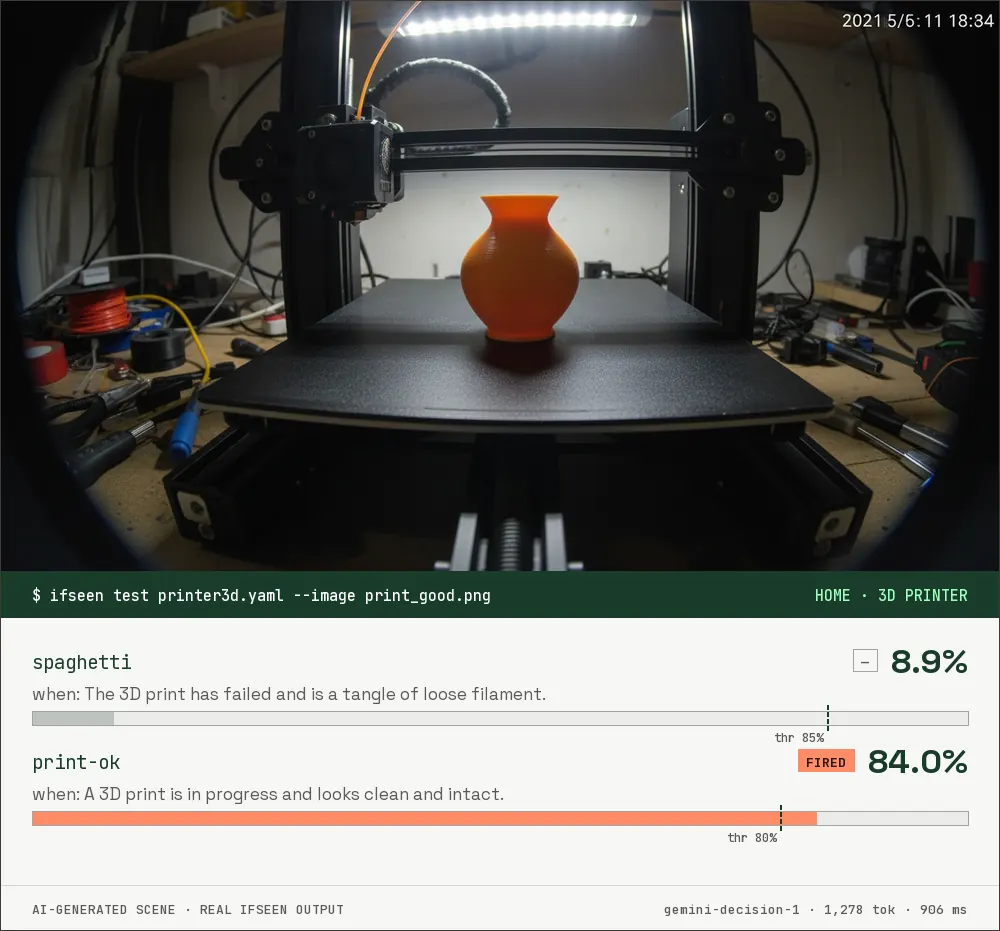 2021 5/6:11 18:34
$ ifseen test printer3d.yaml --image print_good.png
HOME · 3D PRINTER
spaghetti
– 8.9%
when: The 3D print has failed and is a tangle of loose filament.
thr 85%
print-ok
FIRED 84.0%
when: A 3D print is in progress and looks clean and intact.
thr 80%
AI-GENERATED SCENE · REAL IFSEEN OUTPUT
gemini-decision-1 · 1,278 tok · 906 ms